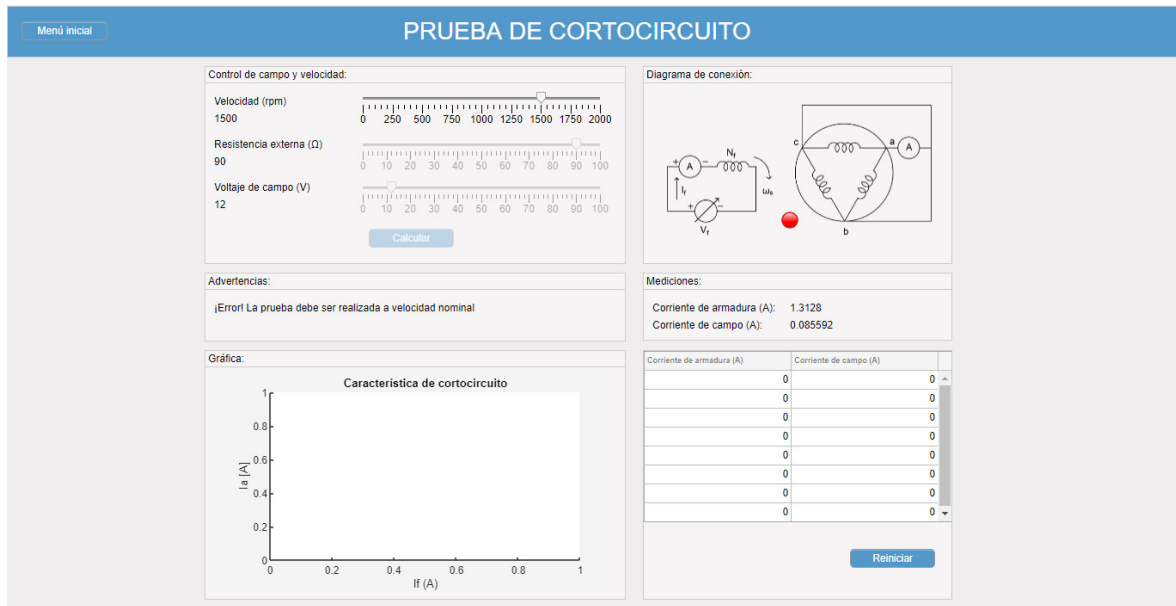 Menú inicial
PRUEBA DE CORTOCIRCUITO
Control de campo y velocidad:
Velocidad (rpm)
1500
0 250 500 750 1000 1250 1500 1750 2000
Resistencia externa (Ω)
90
0 10 20 30 40 50 60 70 80 90 100
Voltaje de campo (V)
12
0 10 20 30 40 50 60 70 80 90 100
Calcular
Diagrama de conexión:
c
a
A
+ A − Nf
If
ωs
+ −
Vf
b
Advertencias:
¡Error! La prueba debe ser realizada a velocidad nominal
Mediciones:
Corriente de armadura (A): 1.3128
Corriente de campo (A): 0.085592
Gráfica:
Característica de cortocircuito
1
0.8
0.6
0.4
0.2
0
Ia [A]
0 0.2 0.4 0.6 0.8 1
If (A)
Corriente de armadura (A) Corriente de campo (A)
0 0
0 0
0 0
0 0
0 0
0 0
0 0
0 0
Reiniciar